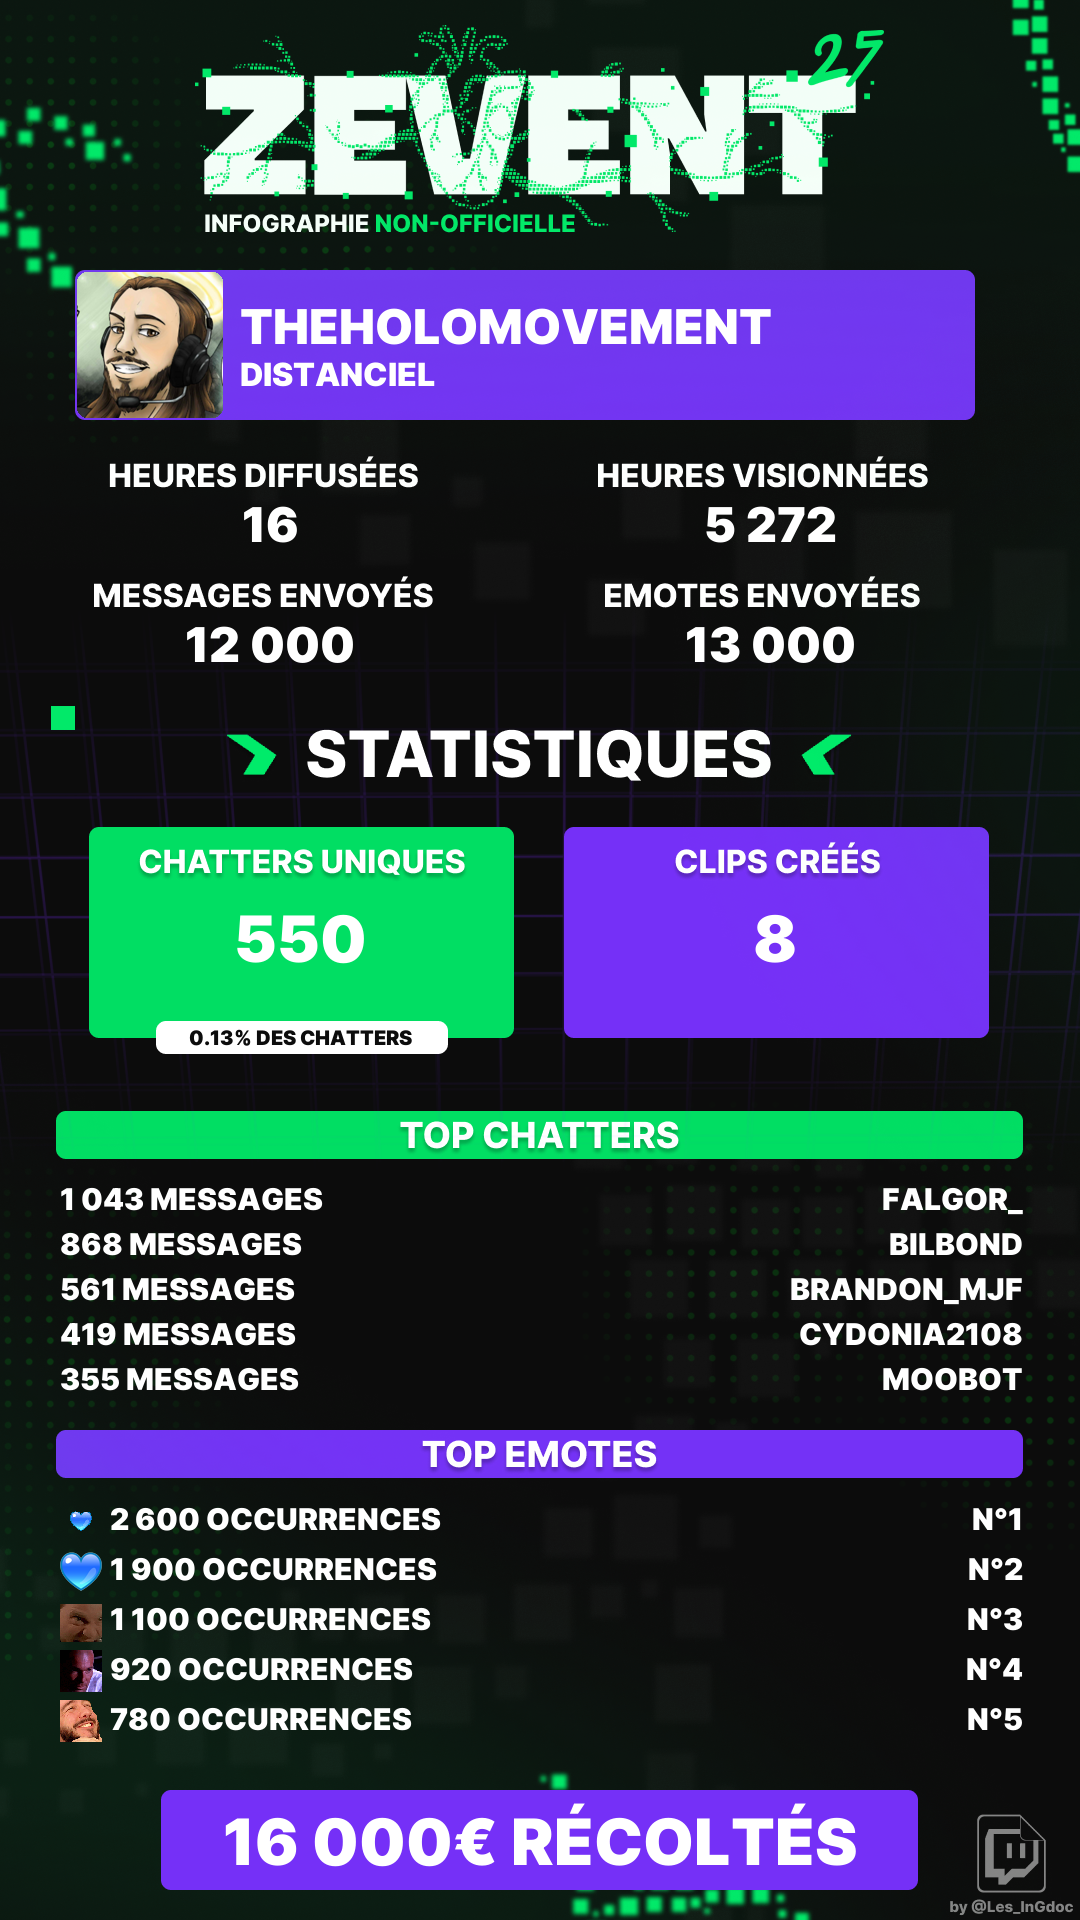 ZEVENT 25
INFOGRAPHIE NON-OFFICIELLE
THEHOLOMOVEMENT
DISTANCIEL
HEURES DIFFUSÉES
16
HEURES VISIONNÉES
5 272
MESSAGES ENVOYÉS
12 000
EMOTES ENVOYÉES
13 000
STATISTIQUES
CHATTERS UNIQUES
550
0.13% DES CHATTERS
CLIPS CRÉÉS
8
TOP CHATTERS
1 043 MESSAGES FALGOR_
868 MESSAGES BILBOND
561 MESSAGES BRANDON_MJF
419 MESSAGES CYDONIA2108
355 MESSAGES MOOBOT
TOP EMOTES
2 600 OCCURRENCES N°1
1 900 OCCURRENCES N°2
1 100 OCCURRENCES N°3
920 OCCURRENCES N°4
780 OCCURRENCES N°5
16 000€ RÉCOLTÉS
by @Les_InGdoc